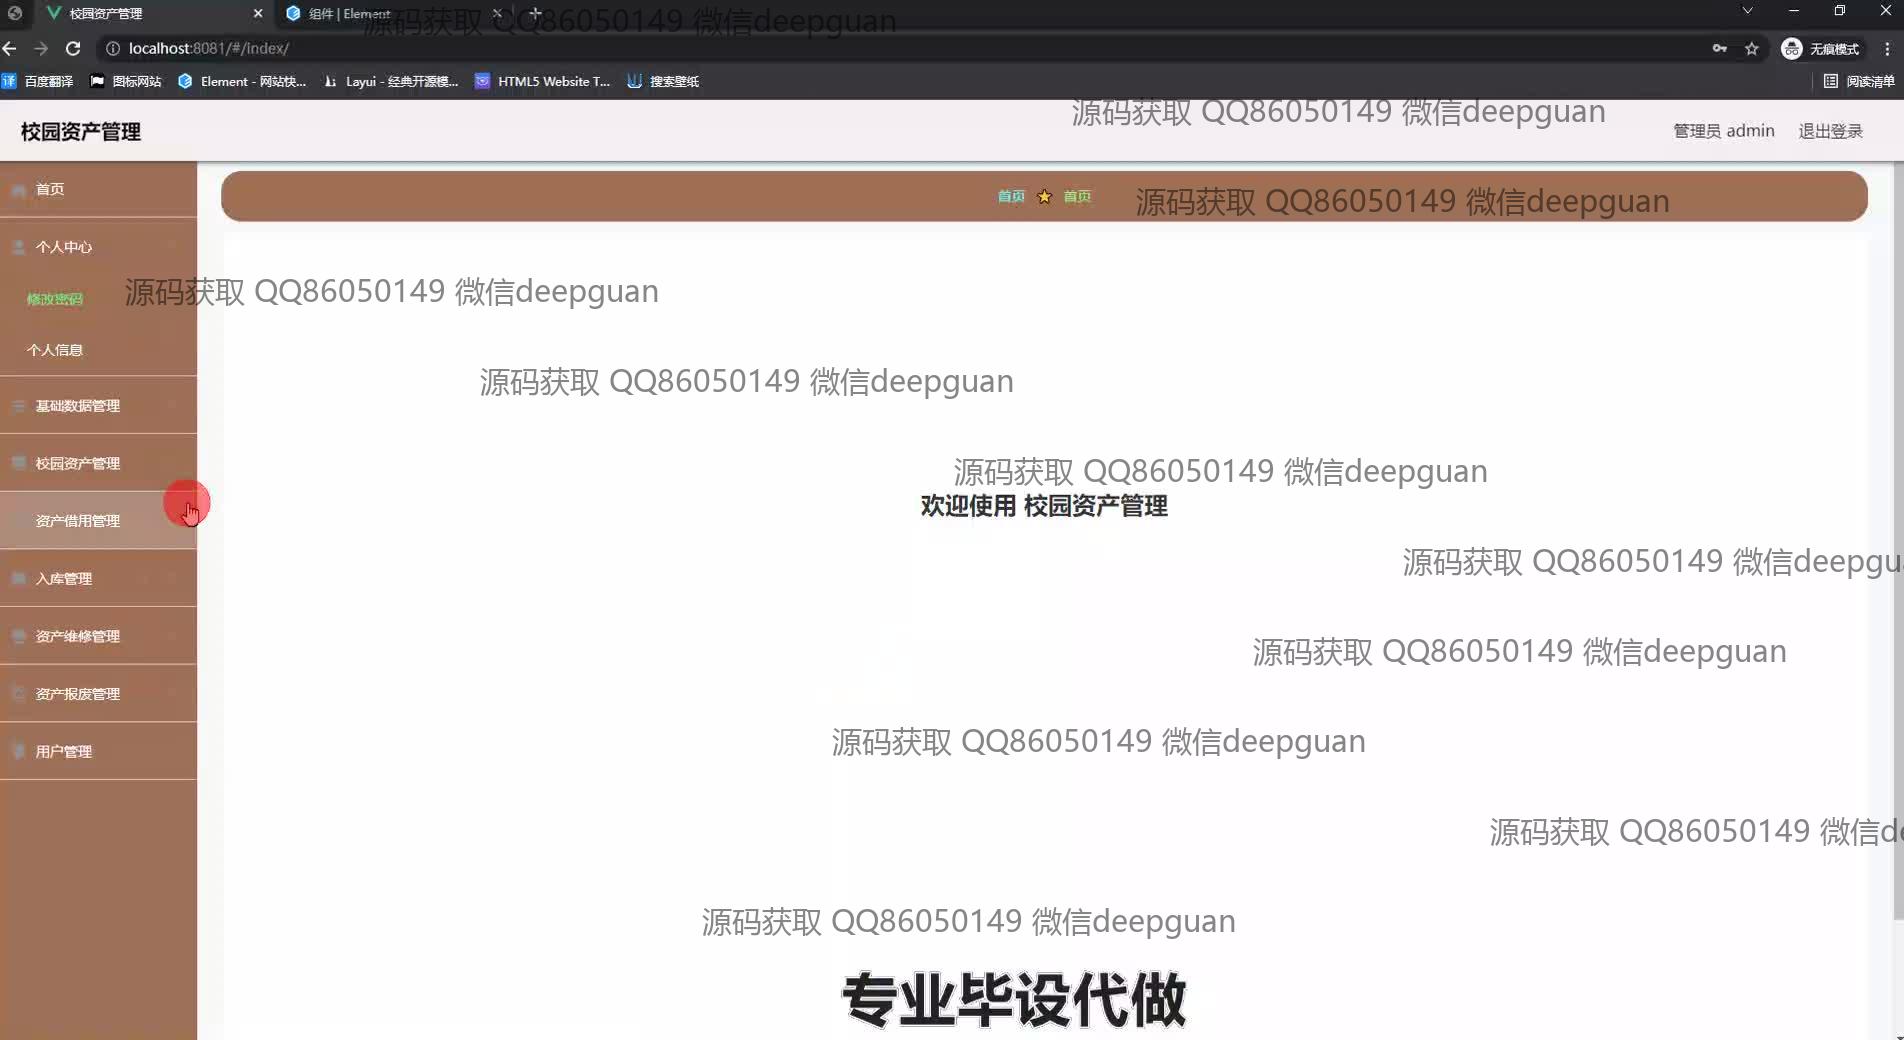 校园资产管理
组件 | Element
源码获取 QQ86050149 微信deepguan
localhost:8081/#/index/
无痕模式
百度翻译
图标网站
Element - 网站快...
Layui - 经典开源模...
HTML5 Website T...
搜索壁纸
阅读清单
源码获取 QQ86050149 微信deepguan
校园资产管理
管理员 admin
退出登录
首页
首页 首页
源码获取 QQ86050149 微信deepguan
个人中心
修改密码
源码获取 QQ86050149 微信deepguan
个人信息
源码获取 QQ86050149 微信deepguan
基础数据管理
校园资产管理
源码获取 QQ86050149 微信deepguan
欢迎使用 校园资产管理
资产借用管理
源码获取 QQ86050149 微信deepgu
入库管理
资产维修管理
源码获取 QQ86050149 微信deepguan
资产报废管理
用户管理
源码获取 QQ86050149 微信deepguan
源码获取 QQ86050149 微信de
源码获取 QQ86050149 微信deepguan
专业毕设代做